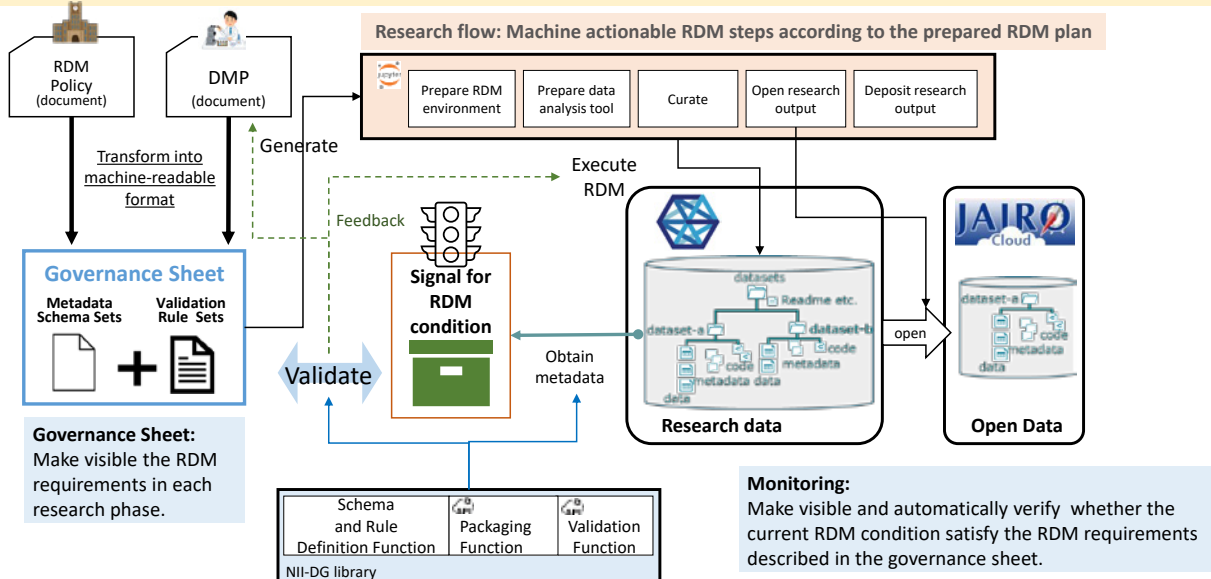 RDM
Policy
(document)
DMP
(document)
Research flow: Machine actionable RDM steps according to the prepared RDM plan
jupyter
Prepare RDM
environment
Prepare data
analysis tool
Curate
Open research
output
Deposit research
output
Transform into
machine-readable
format
Generate
Feedback
Execute
RDM
Governance Sheet
Metadata
Schema Sets
Validation
Rule Sets
Validate
Signal for
RDM
condition
Obtain
metadata
datasets
Readme etc.
dataset-a
dataset-b
code
code
metadata
metadata
data
data
Research data
open
JAIRO
Cloud
dataset-a
code
metadata
data
Open Data
Governance Sheet:
Make visible the RDM
requirements in each
research phase.
Schema
and Rule
Definition Function
Packaging
Function
Validation
Function
NII-DG library
Monitoring:
Make visible and automatically verify whether the
current RDM condition satisfy the RDM requirements
described in the governance sheet.